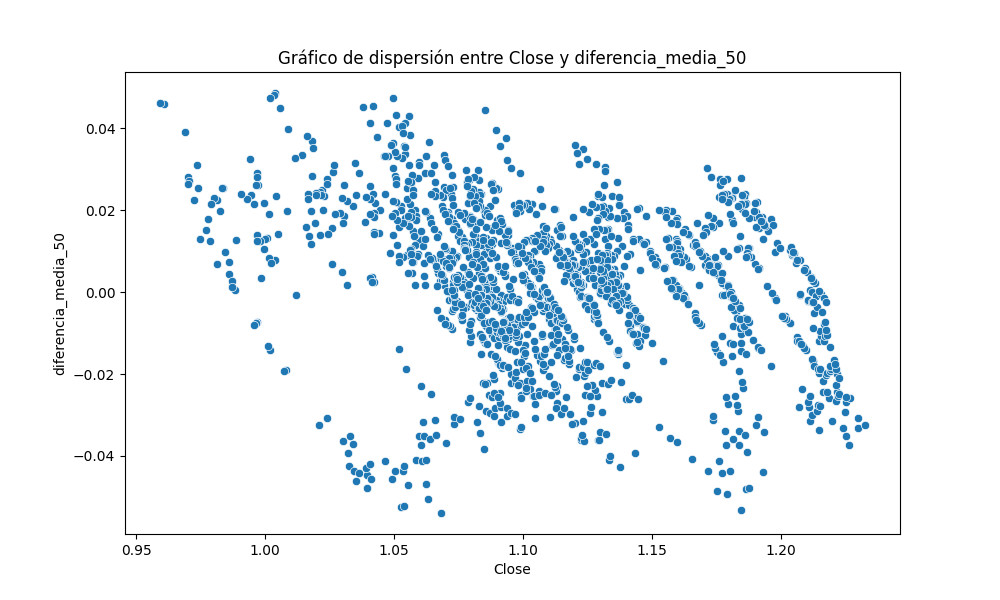 Gráfico de dispersión entre Close y diferencia_media_50
diferencia_media_50
0.04
0.02
0.00
−0.02
−0.04
0.95 1.00 1.05 1.10 1.15 1.20
Close